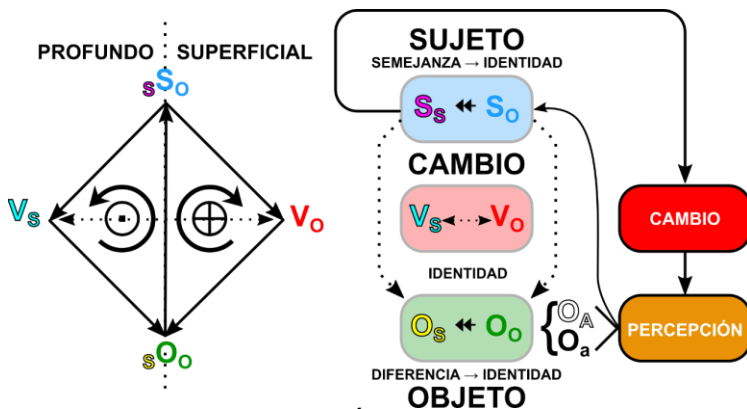 PROFUNDO
SUPERFICIAL
sSO
VS
VO
sOO
SUJETO
SEMEJANZA → IDENTIDAD
SS ↞ SO
CAMBIO
VS VO
IDENTIDAD
OS ↞ OO
{OA
Oa
DIFERENCIA → IDENTIDAD
OBJETO
CAMBIO
PERCEPCIÓN